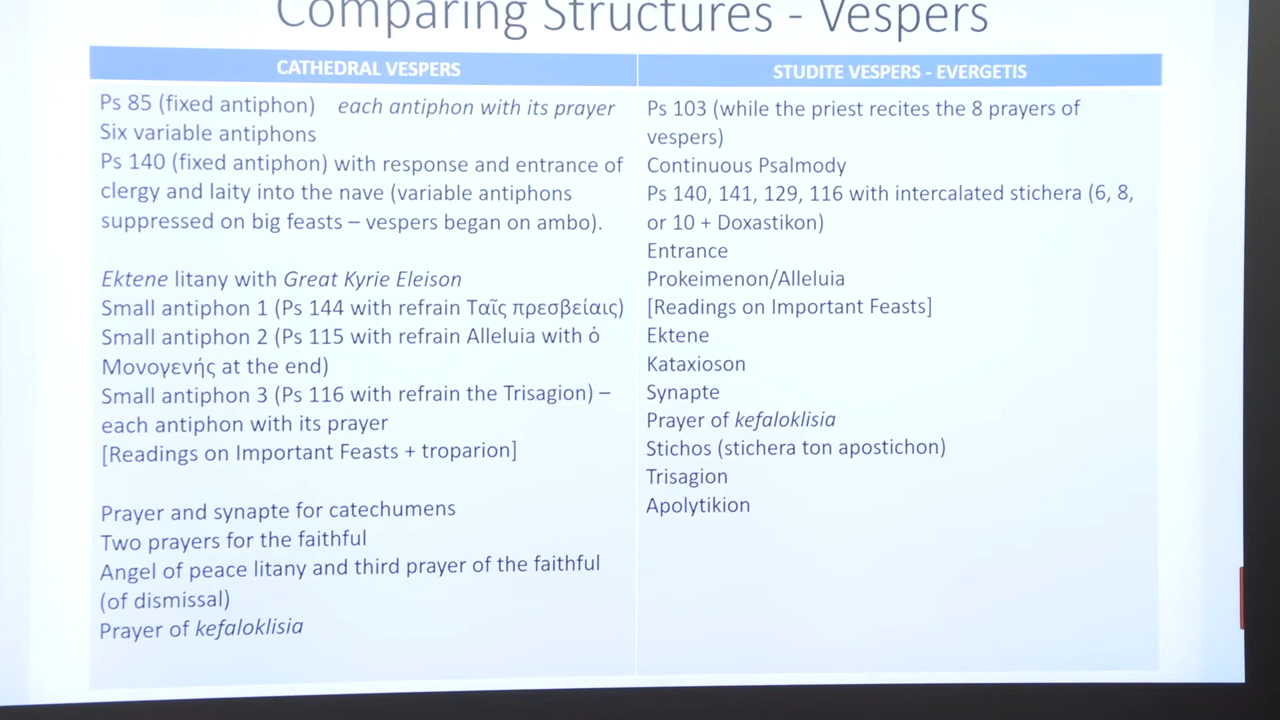 Comparing Structures - Vespers
CATHEDRAL VESPERS
Ps 85 (fixed antiphon) each antiphon with its prayer
Six variable antiphons
Ps 140 (fixed antiphon) with response and entrance of
clergy and laity into the nave (variable antiphons
suppressed on big feasts – vespers began on ambo).
Ektene litany with Great Kyrie Eleison
Small antiphon 1 (Ps 144 with refrain Ταῖς πρεσβείαις)
Small antiphon 2 (Ps 115 with refrain Alleluia with ὁ
Μονογενής at the end)
Small antiphon 3 (Ps 116 with refrain the Trisagion) –
each antiphon with its prayer
[Readings on Important Feasts + troparion]
Prayer and synapte for catechumens
Two prayers for the faithful
Angel of peace litany and third prayer of the faithful
(of dismissal)
Prayer of kefaloklisia
STUDITE VESPERS - EVERGETIS
Ps 103 (while the priest recites the 8 prayers of
vespers)
Continuous Psalmody
Ps 140, 141, 129, 116 with intercalated stichera (6, 8,
or 10 + Doxastikon)
Entrance
Prokeimenon/Alleluia
[Readings on Important Feasts]
Ektene
Kataxioson
Synapte
Prayer of kefaloklisia
Stichos (stichera ton apostichon)
Trisagion
Apolytikion